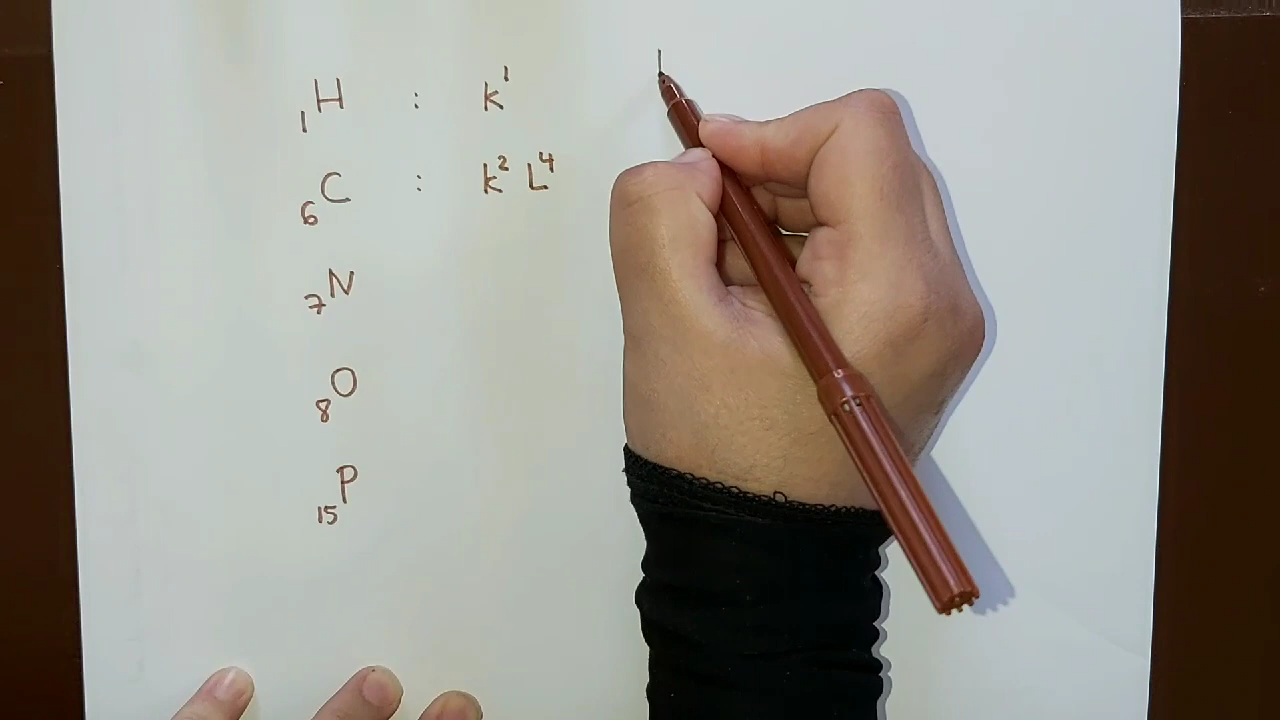 ₁H : K¹
₆C : K² L⁴
₇N
₈O
₁₅P